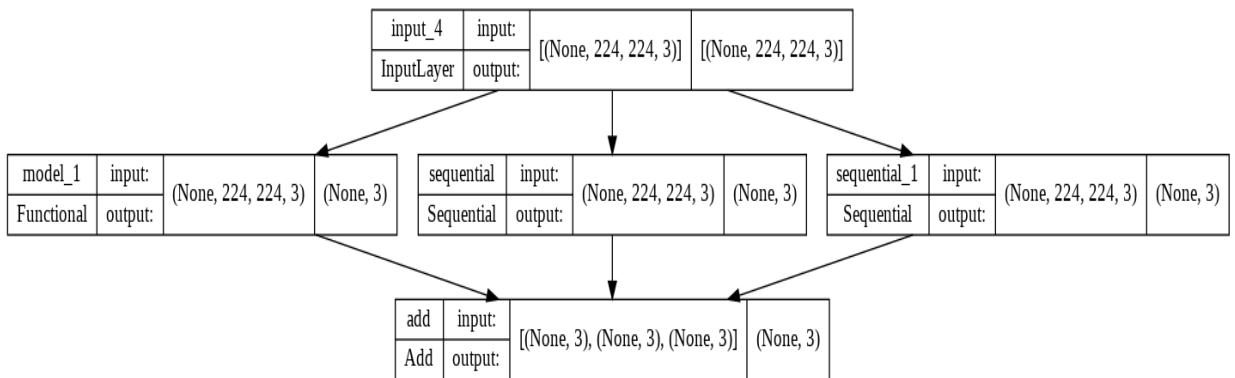 input_4 input: [(None, 224, 224, 3)] [(None, 224, 224, 3)]
InputLayer output:
model_1 input: (None, 224, 224, 3) (None, 3)
Functional output:
sequential input: (None, 224, 224, 3) (None, 3)
Sequential output:
sequential_1 input: (None, 224, 224, 3) (None, 3)
Sequential output:
add input: [(None, 3), (None, 3), (None, 3)] (None, 3)
Add output: